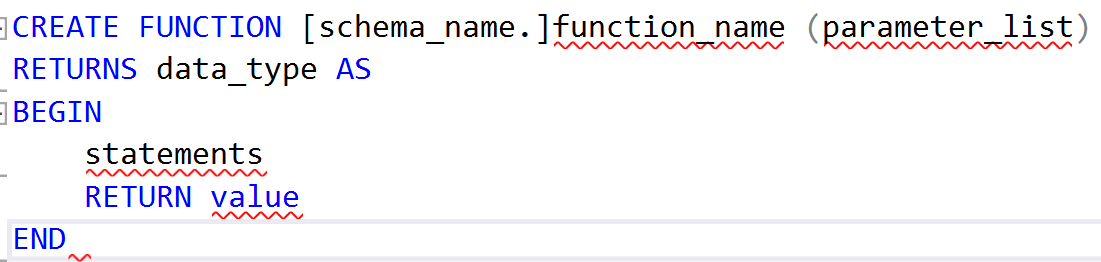 CREATE FUNCTION [schema_name.]function_name (parameter_list)
RETURNS data_type AS
BEGIN
    statements
    RETURN value
END